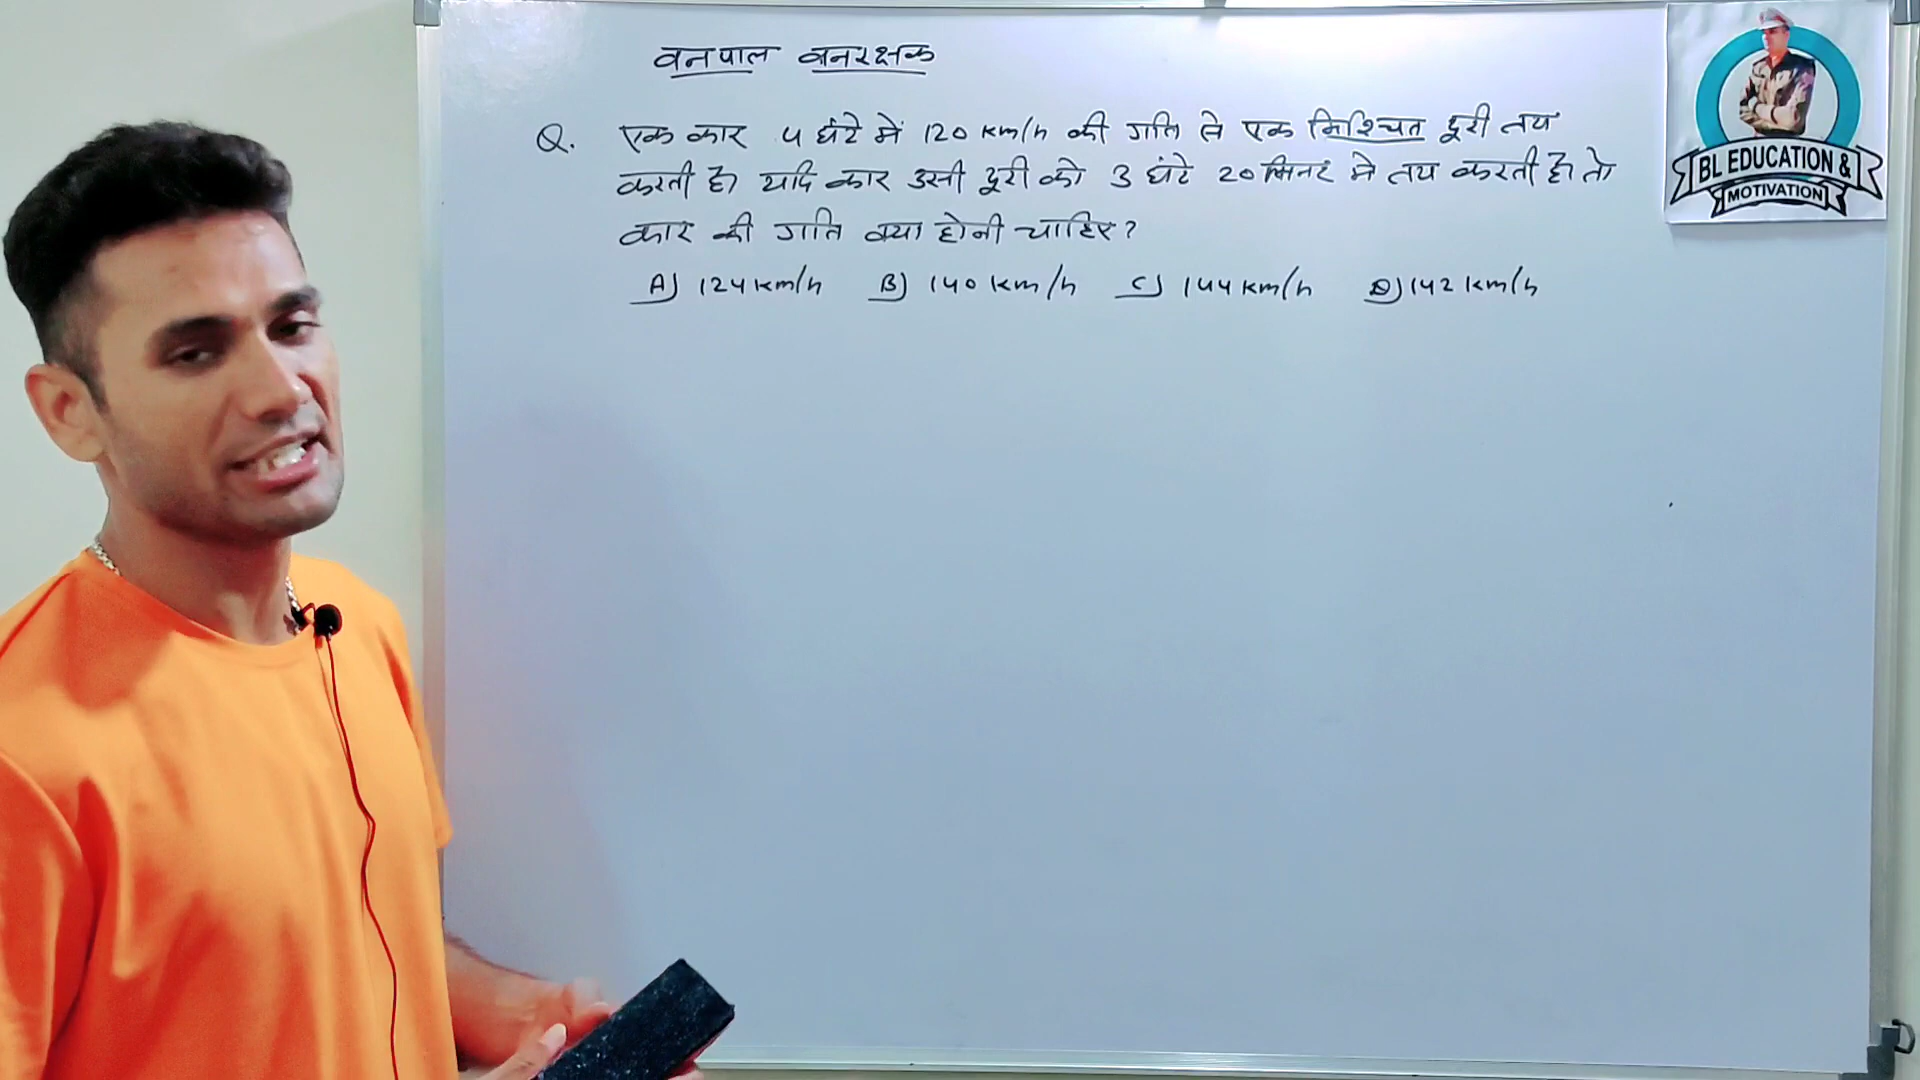 वनपाल वनरक्षक
Q. एक कार 4 घंटे में 120 km/h की गति से एक निश्चित दूरी तय
करती है। यदि कार उसी दूरी को 3 घंटे 20 मिनट मे तय करती है तो
कार की गति क्या होनी चाहिए?
A) 124 km/h B) 140 km/h C) 144 km/h D) 142 km/h
BL EDUCATION &
MOTIVATION